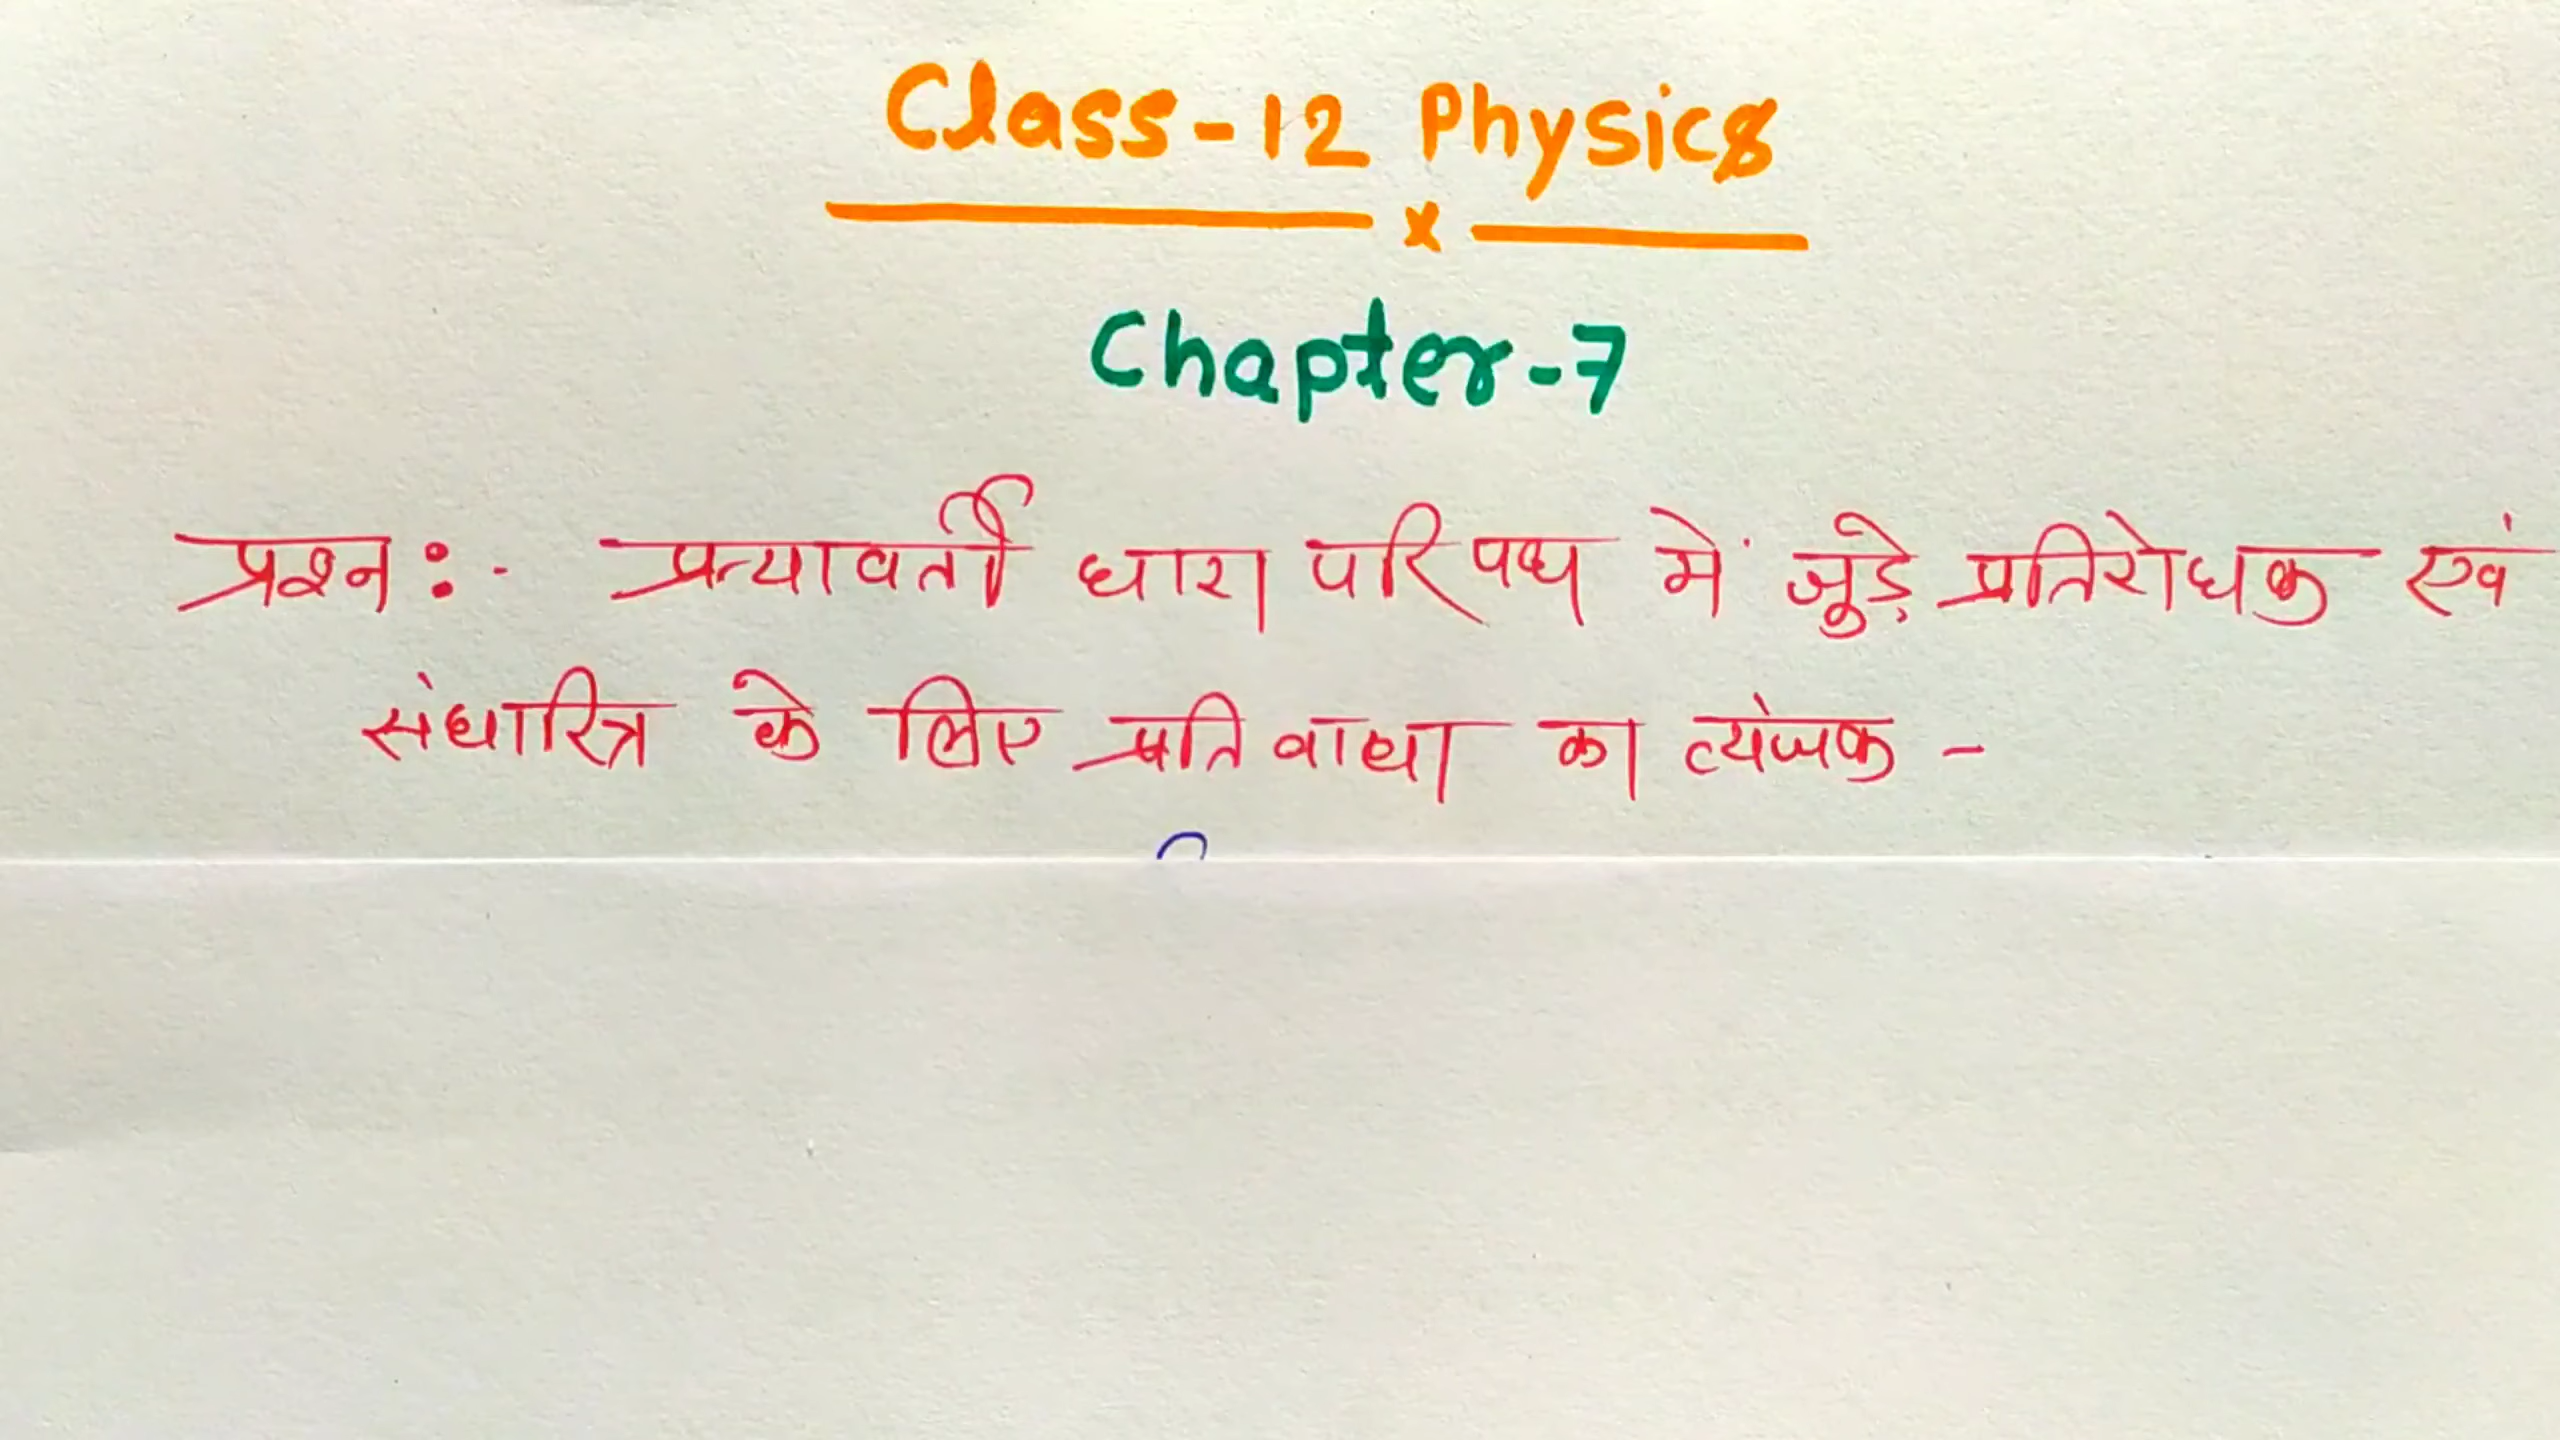 Class-12 Physics
x
Chapter-7
प्रश्न:- प्रत्यावर्ती धारा परिपथ में जुड़े प्रतिरोधक एवं
संधारित्र के लिए प्रतिवाधा का व्यंजक -